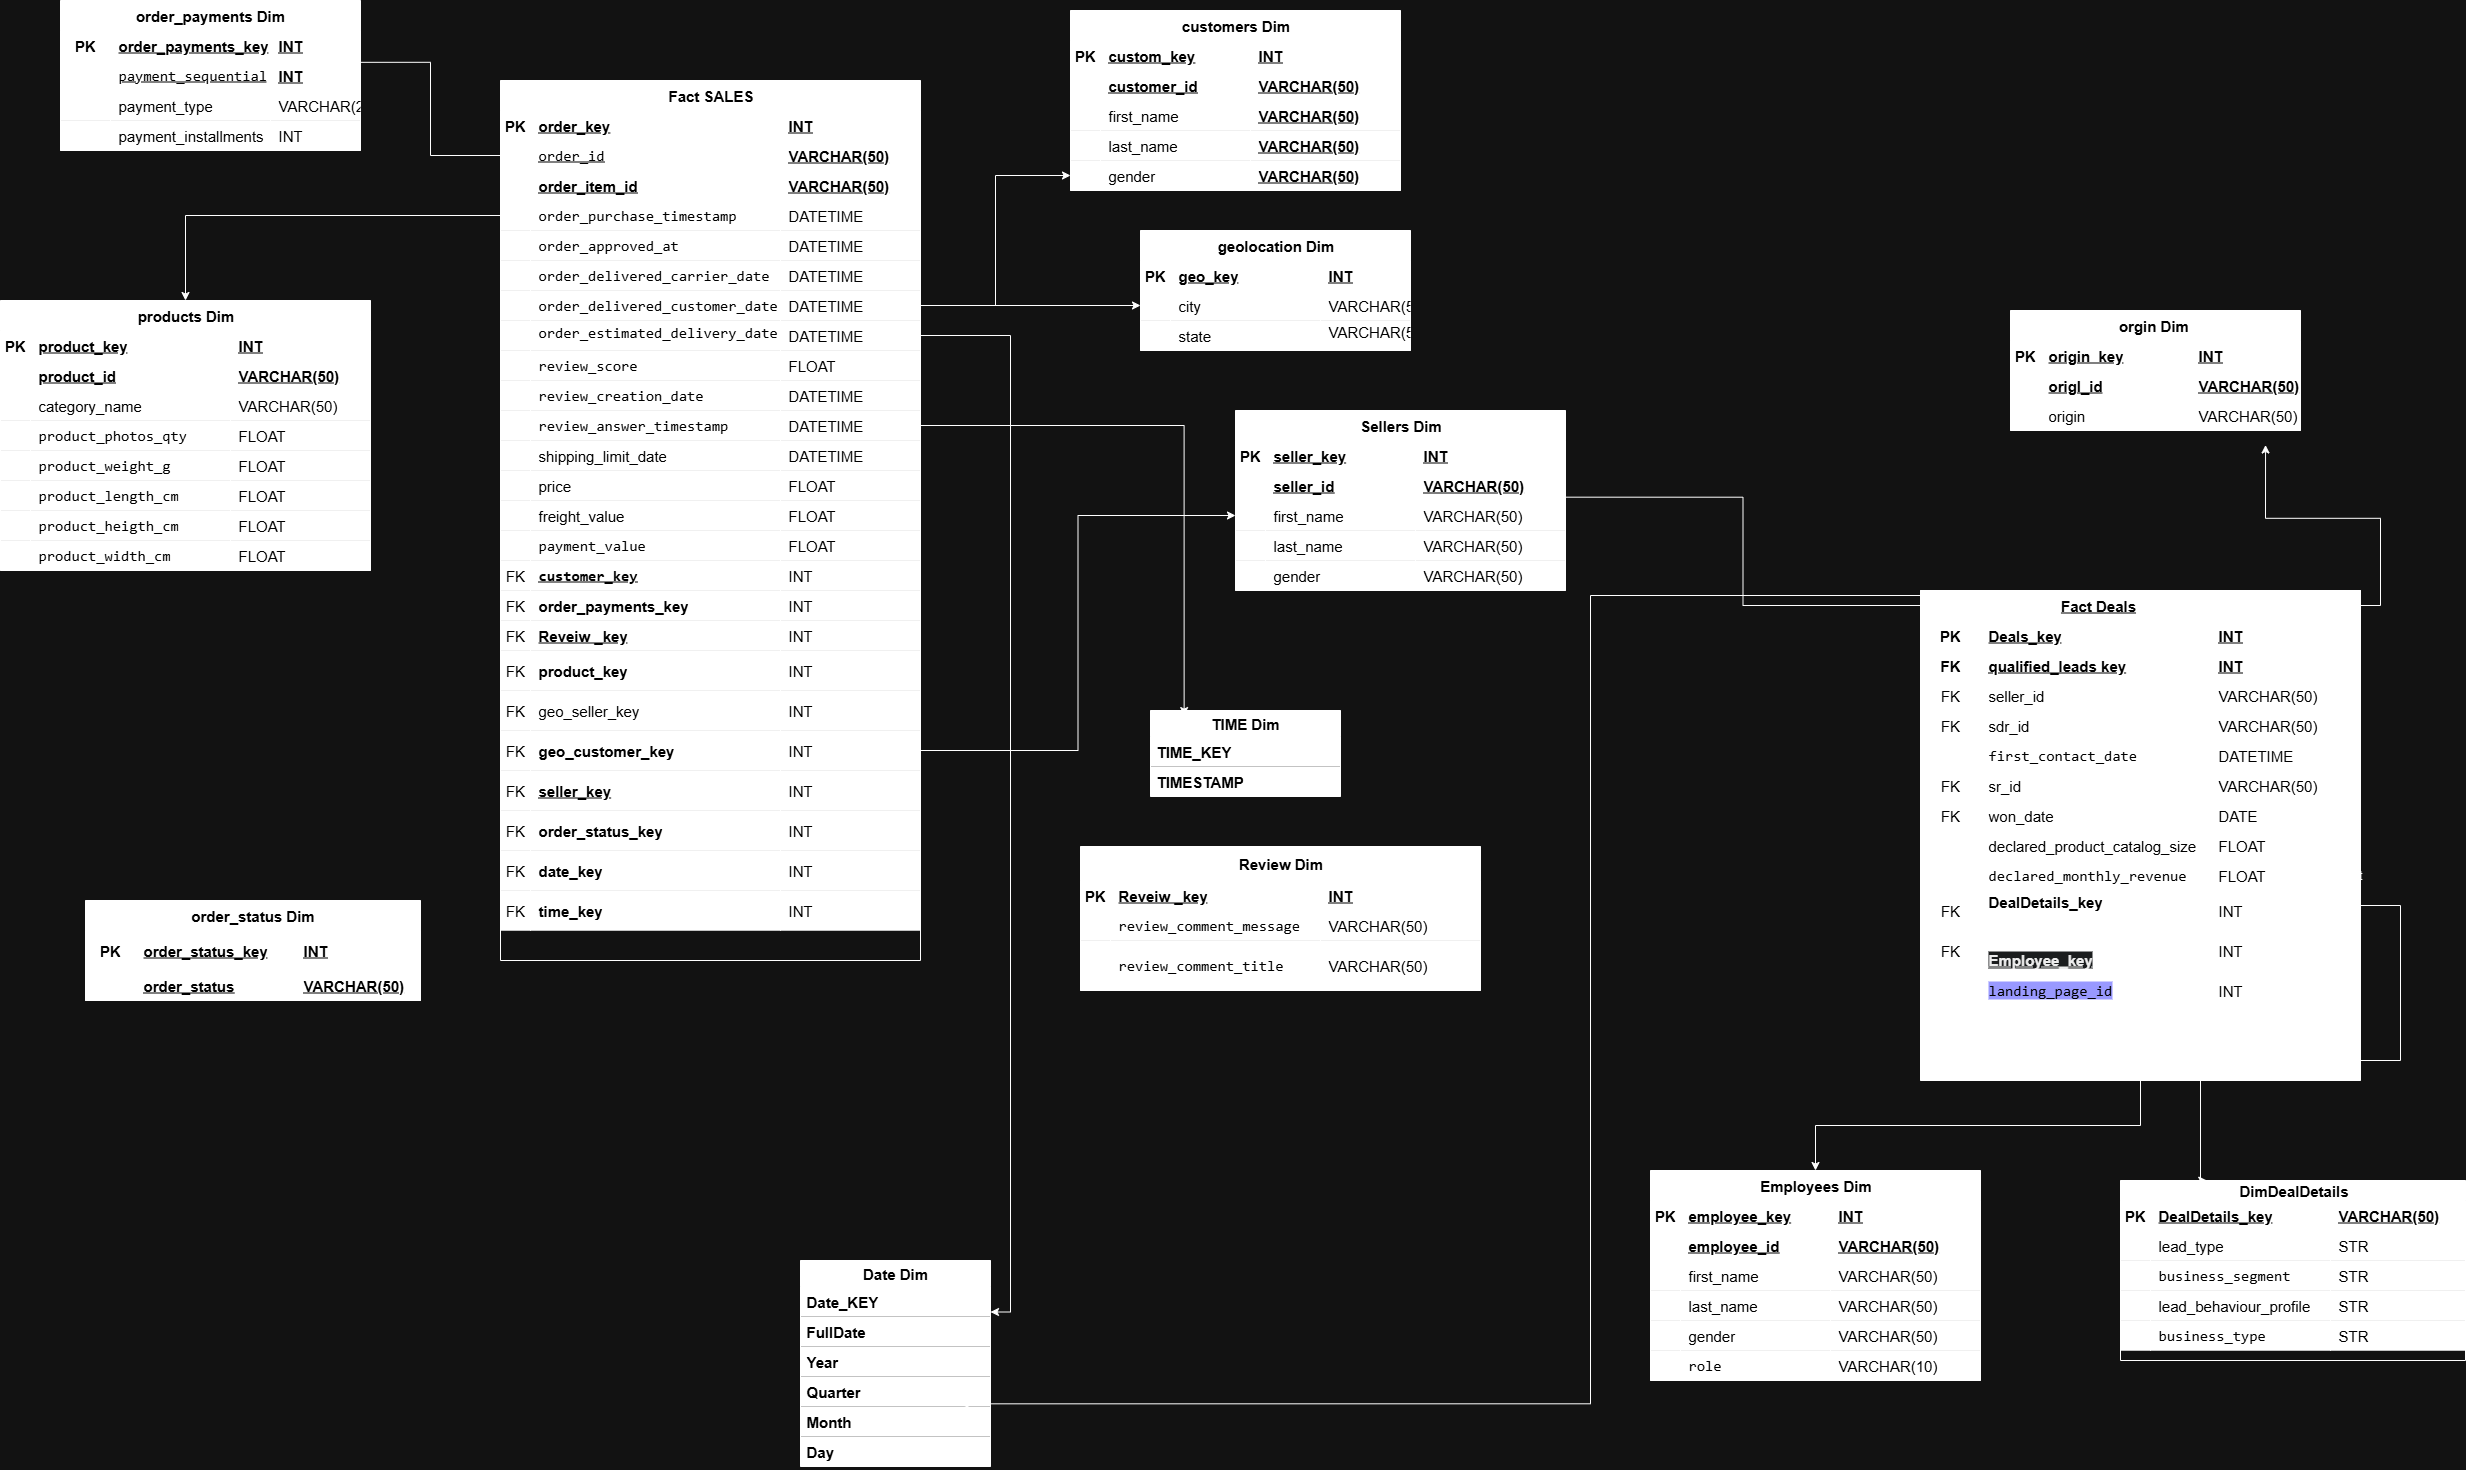 order_payments Dim
PK order_payments_key INT
payment_sequential INT
payment_type VARCHAR(2
payment_installments INT
Fact SALES
PK order_key INT
order_id VARCHAR(50)
order_item_id VARCHAR(50)
order_purchase_timestamp DATETIME
order_approved_at DATETIME
order_delivered_carrier_date DATETIME
order_delivered_customer_date DATETIME
order_estimated_delivery_date DATETIME
review_score FLOAT
review_creation_date DATETIME
review_answer_timestamp DATETIME
shipping_limit_date DATETIME
price FLOAT
freight_value FLOAT
payment_value FLOAT
FK customer_key INT
FK order_payments_key INT
FK Reveiw _key INT
FK product_key INT
FK geo_seller_key INT
FK geo_customer_key INT
FK seller_key INT
FK order_status_key INT
FK date_key INT
FK time_key INT
customers Dim
PK custom_key INT
customer_id VARCHAR(50)
first_name VARCHAR(50)
last_name VARCHAR(50)
gender VARCHAR(50)
geolocation Dim
PK geo_key INT
city VARCHAR(5
state VARCHAR(5
products Dim
PK product_key INT
product_id VARCHAR(50)
category_name VARCHAR(50)
product_photos_qty FLOAT
product_weight_g FLOAT
product_length_cm FLOAT
product_heigth_cm FLOAT
product_width_cm FLOAT
orgin Dim
PK origin_key INT
origl_id VARCHAR(50)
origin VARCHAR(50)
Sellers Dim
PK seller_key INT
seller_id VARCHAR(50)
first_name VARCHAR(50)
last_name VARCHAR(50)
gender VARCHAR(50)
Fact Deals
PK Deals_key INT
FK qualified_leads key INT
FK seller_id VARCHAR(50)
FK sdr_id VARCHAR(50)
first_contact_date DATETIME
FK sr_id VARCHAR(50)
FK won_date DATE
declared_product_catalog_size FLOAT
declared_monthly_revenue FLOAT
FK DealDetails_key INT
FK Employee_key INT
landing_page_id INT
TIME Dim
TIME_KEY
TIMESTAMP
Review Dim
PK Reveiw _key INT
review_comment_message VARCHAR(50)
review_comment_title VARCHAR(50)
order_status Dim
PK order_status_key INT
order_status VARCHAR(50)
Employees Dim
PK employee_key INT
employee_id VARCHAR(50)
first_name VARCHAR(50)
last_name VARCHAR(50)
gender VARCHAR(50)
role VARCHAR(10)
DimDealDetails
PK DealDetails_key VARCHAR(50)
lead_type STR
business_segment STR
lead_behaviour_profile STR
business_type STR
Date Dim
Date_KEY
FullDate
Year
Quarter
Month
Day